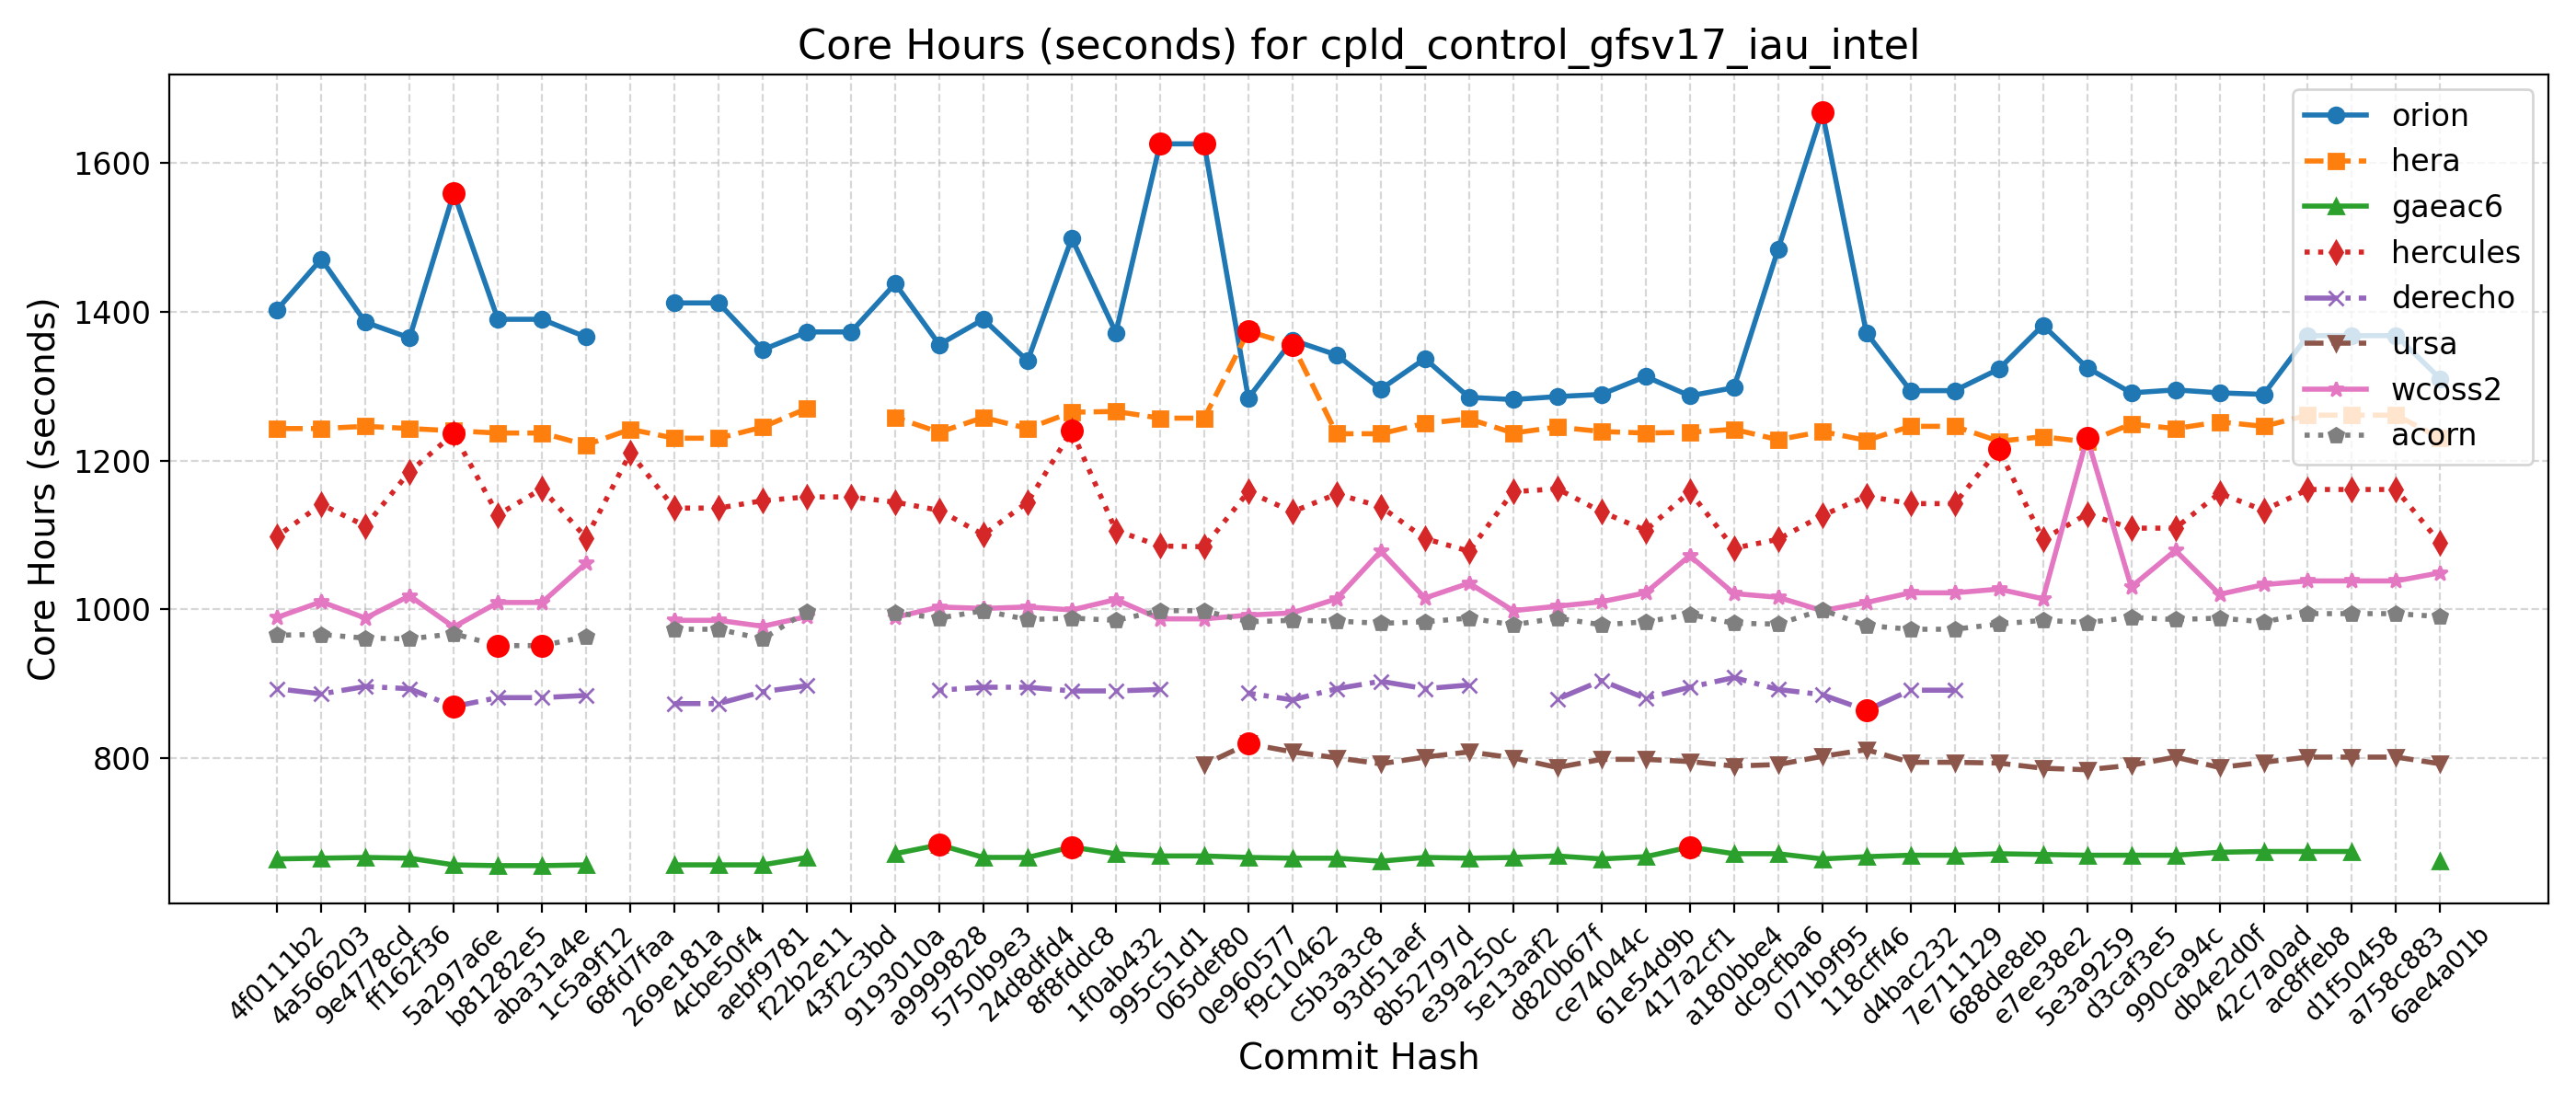 Core Hours (seconds) for cpld_control_gfsv17_iau_intel
Core Hours (seconds)
1600
1400
1200
1000
800
orion
hera
gaeac6
hercules
derecho
ursa
wcoss2
acorn
4f0111b2
4a566203
9e4778cd
ff162f36
5a297a6e
b81282e5
aba31a4e
1c5a9f12
68fd7faa
269e181a
4cbe50f4
aebf9781
f22b2e11
43f2c3bd
9193010a
a9999828
5750b9e3
24d8dfd4
8f8fddc8
1f0ab432
995c51d1
065def80
0e960577
f9c10462
c5b3a3c8
93d51aef
8b52797d
e39a250c
5e13aaf2
d820b67f
ce74044c
61e54d9b
417a2cf1
a180bbe4
dc9cfba6
071b9f95
118cff46
d4bac232
7e711129
688de8eb
e7ee38e2
5e3a9259
d3caf3e5
990ca94c
db4e2d0f
42c7a0ad
ac8ffeb8
d1f50458
a758c883
6ae4a01b
Commit Hash